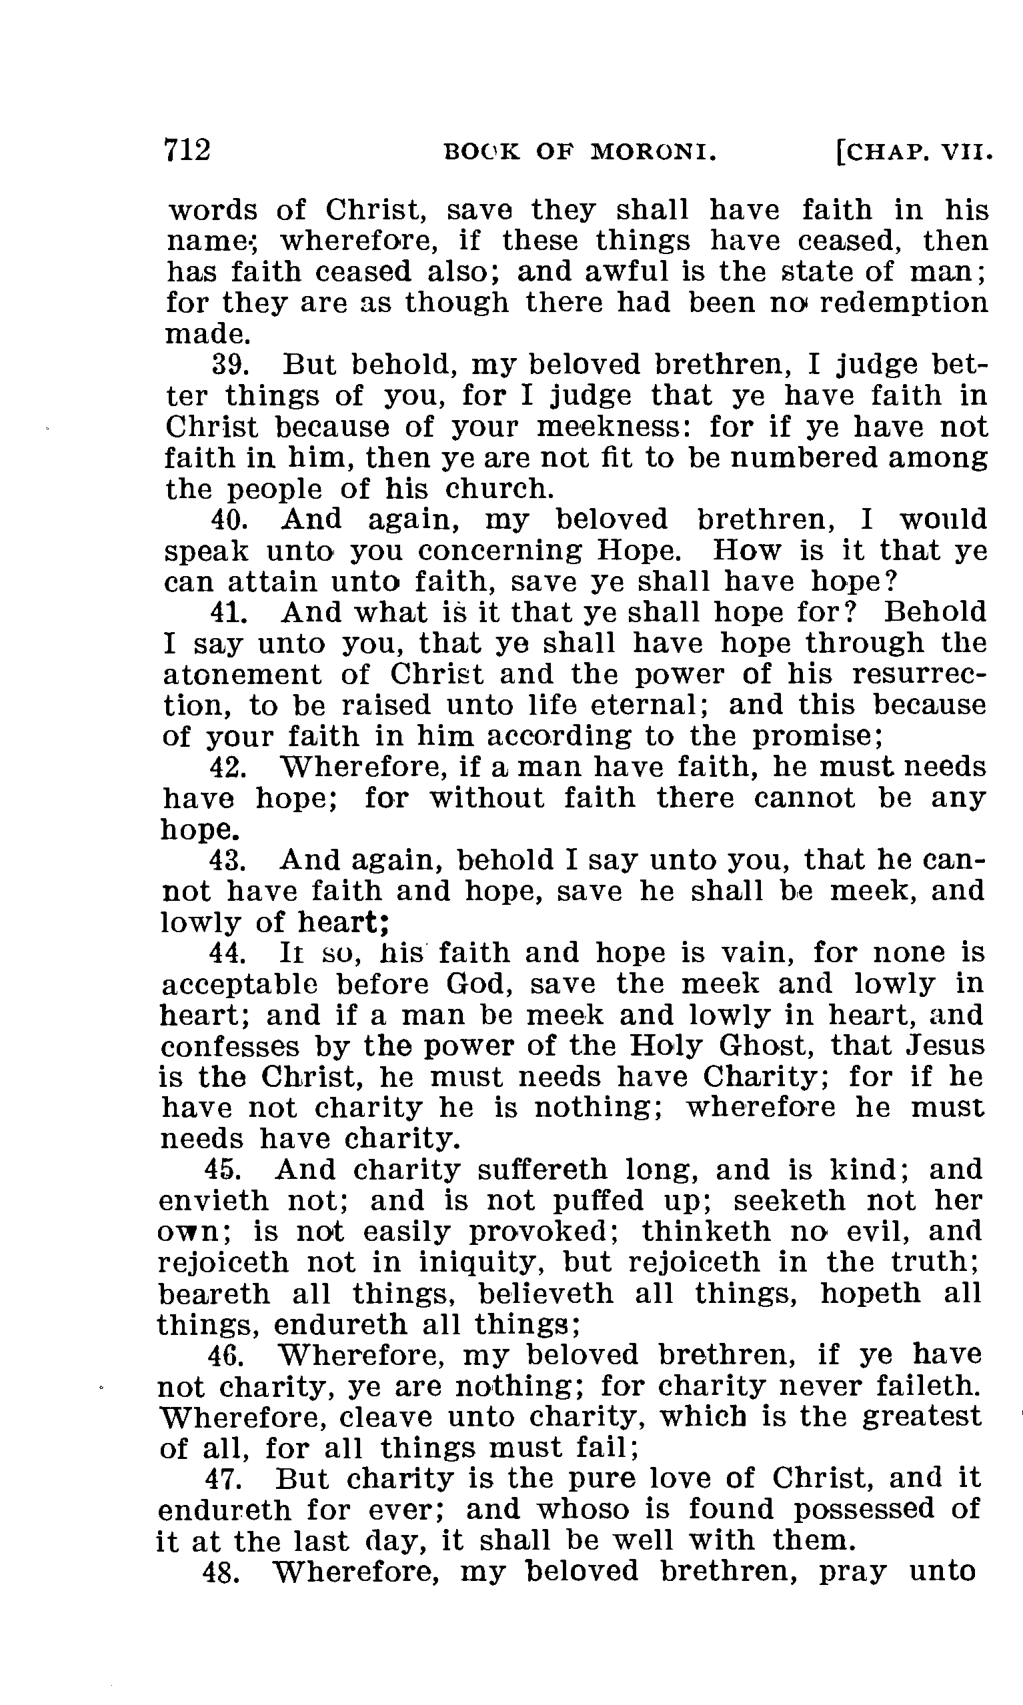 712 BOOK OF MORONI. [CHAP. VII.
words of Christ, save they shall have faith in his
name; wherefore, if these things have ceased, then
has faith ceased also; and awful is the state of man;
for they are as though there had been no redemption
made.
39. But behold, my beloved brethren, I judge bet-
ter things of you, for I judge that ye have faith in
Christ because of your meekness: for if ye have not
faith in him, then ye are not fit to be numbered among
the people of his church.
40. And again, my beloved brethren, I would
speak unto you concerning Hope. How is it that ye
can attain unto faith, save ye shall have hope?
41. And what is it that ye shall hope for? Behold
I say unto you, that ye shall have hope through the
atonement of Christ and the power of his resurrec-
tion, to be raised unto life eternal; and this because
of your faith in him according to the promise;
42. Wherefore, if a man have faith, he must needs
have hope; for without faith there cannot be any
hope.
43. And again, behold I say unto you, that he can-
not have faith and hope, save he shall be meek, and
lowly of heart;
44. If so, his faith and hope is vain, for none is
acceptable before God, save the meek and lowly in
heart; and if a man be meek and lowly in heart, and
confesses by the power of the Holy Ghost, that Jesus
is the Christ, he must needs have Charity; for if he
have not charity he is nothing; wherefore he must
needs have charity.
45. And charity suffereth long, and is kind; and
envieth not; and is not puffed up; seeketh not her
own; is not easily provoked; thinketh no evil, and
rejoiceth not in iniquity, but rejoiceth in the truth;
beareth all things, believeth all things, hopeth all
things, endureth all things;
46. Wherefore, my beloved brethren, if ye have
not charity, ye are nothing; for charity never faileth.
Wherefore, cleave unto charity, which is the greatest
of all, for all things must fail;
47. But charity is the pure love of Christ, and it
endureth for ever; and whoso is found possessed of
it at the last day, it shall be well with them.
48. Wherefore, my beloved brethren, pray unto